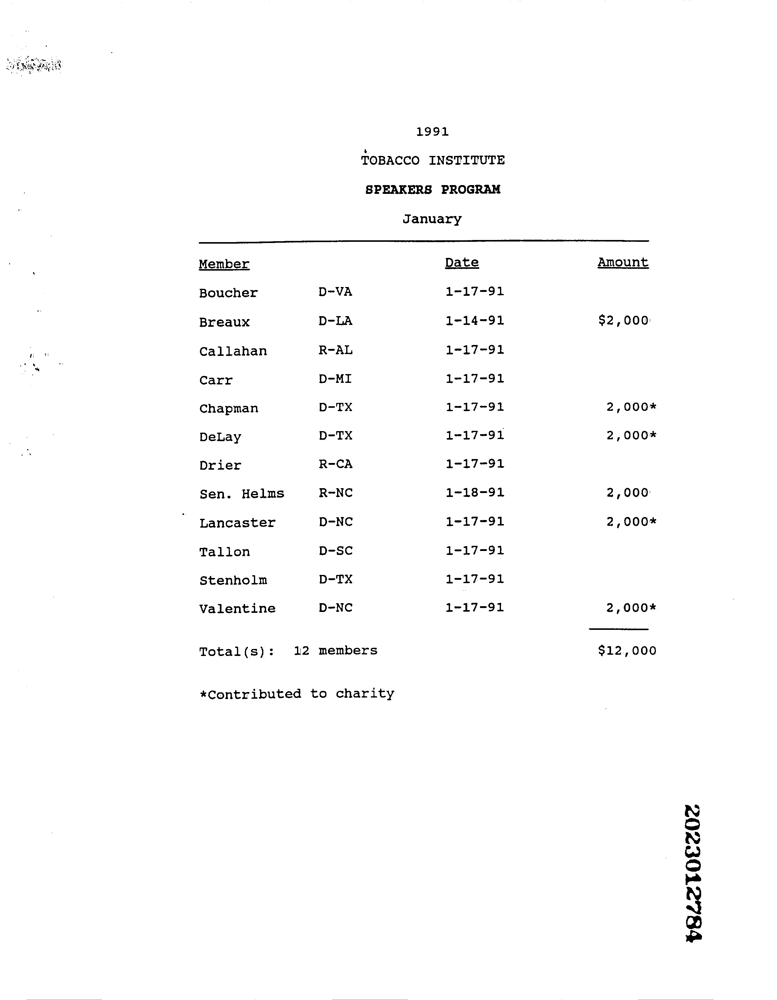 1991
TOBACCO INSTITUTE
SPEAKERS PROGRAM
January
Member Date Amount
Boucher D-VA 1-17-91
Breaux D-LA 1-14-91 $2,000
Callahan R-AL 1-17-91
Carr D-MI 1-17-91
Chapman D-TX 1-17-91 2,000*
DeLay D-TX 1-17-91 2,000*
Drier R-CA 1-17-91
Sen. Helms R-NC 1-18-91 2,000
Lancaster D-NC 1-17-91 2,000*
Tallon D-SC 1-17-91
Stenholm D-TX 1-17-91
Valentine D-NC 1-17-91 2,000*
Total(s): 12 members $12,000
*Contributed to charity
2023012784